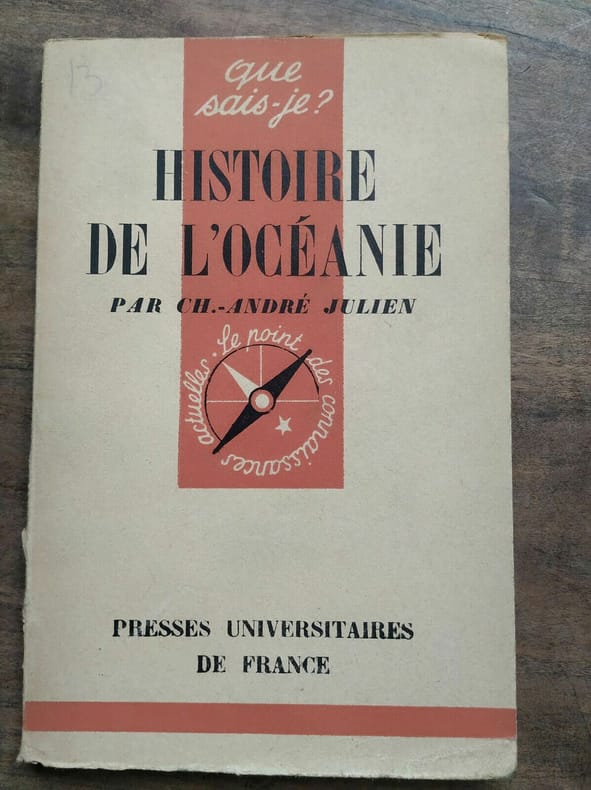 13
que
sais-je?
HISTOIRE
DE L'OCÉANIE
PAR CH.-ANDRÉ JULIEN
Le point des connaissances actuelles.
PRESSES UNIVERSITAIRES
DE FRANCE